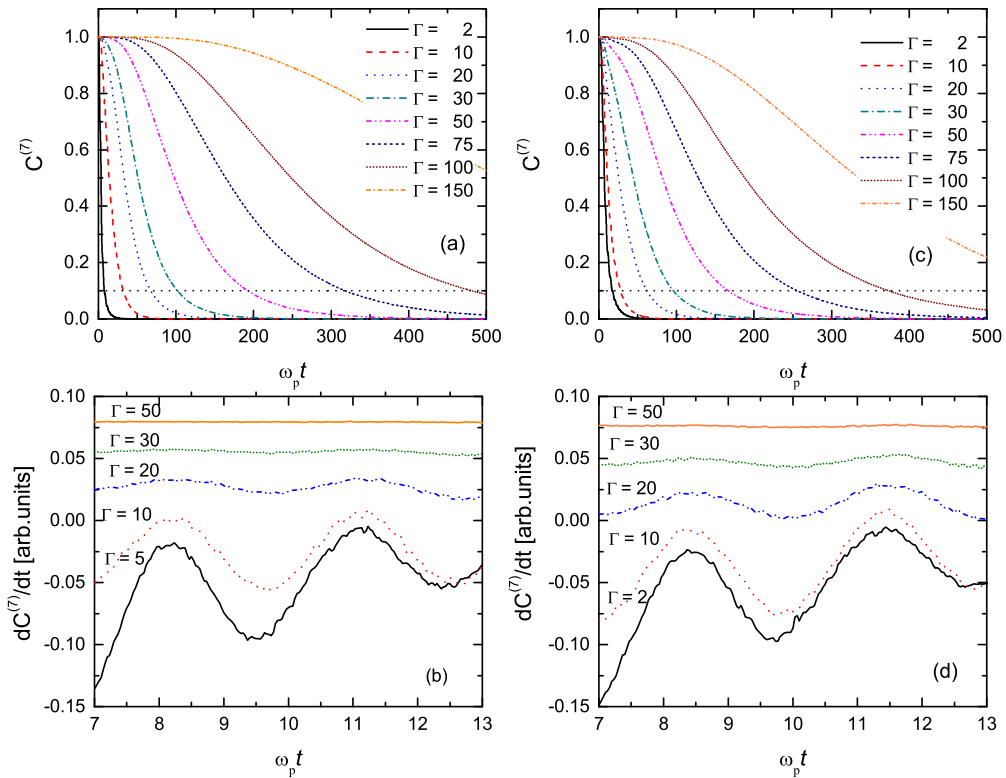 1.0
0.8
0.6
0.4
0.2
0.0
C(7)
Γ = 2
Γ = 10
Γ = 20
Γ = 30
Γ = 50
Γ = 75
Γ = 100
Γ = 150
(a)
0 100 200 300 400 500
ωp t
1.0
0.8
0.6
0.4
0.2
0.0
C(7)
Γ = 2
Γ = 10
Γ = 20
Γ = 30
Γ = 50
Γ = 75
Γ = 100
Γ = 150
(c)
0 100 200 300 400 500
ωp t
0.10
0.05
0.00
-0.05
-0.10
-0.15
dC(7)/dt [arb.units]
Γ = 50
Γ = 30
Γ = 20
Γ = 10
Γ = 5
(b)
7 8 9 10 11 12 13
ωp t
0.10
0.05
0.00
-0.05
-0.10
-0.15
dC(7)/dt [arb.units]
Γ = 50
Γ = 30
Γ = 20
Γ = 10
Γ = 2
(d)
7 8 9 10 11 12 13
ωp t